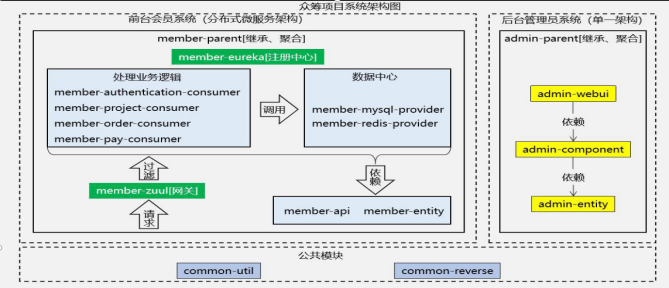 众筹项目系统架构图
前台会员系统（分布式微服务架构）
member-parent[继承、聚合]
member-eureka[注册中心]
处理业务逻辑
member-authentication-consumer
member-project-consumer
member-order-consumer
member-pay-consumer
调用
数据中心
member-mysql-provider
member-redis-provider
过滤
member-zuul[网关]
请求
依赖
member-api member-entity
后台管理员系统（单一架构）
admin-parent[继承、聚合]
admin-webui
依赖
admin-component
依赖
admin-entity
公共模块
common-util
common-reverse